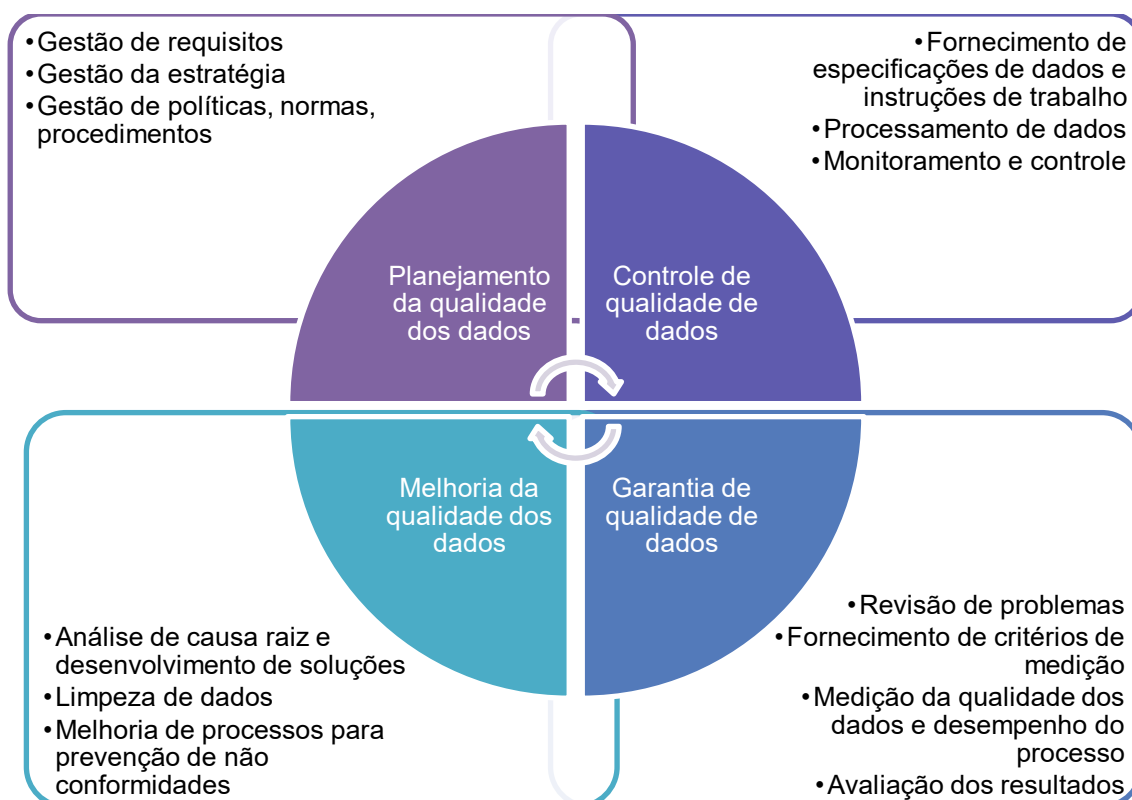 •Gestão de requisitos
•Gestão da estratégia
•Gestão de políticas, normas,
procedimentos
•Fornecimento de
especificações de dados e
instruções de trabalho
•Processamento de dados
•Monitoramento e controle
Planejamento
da qualidade
dos dados
Controle de
qualidade de
dados
Melhoria da
qualidade dos
dados
Garantia de
qualidade de
dados
•Análise de causa raiz e
desenvolvimento de soluções
•Limpeza de dados
•Melhoria de processos para
prevenção de não
conformidades
•Revisão de problemas
•Fornecimento de critérios de
medição
•Medição da qualidade dos
dados e desempenho do
processo
•Avaliação dos resultados